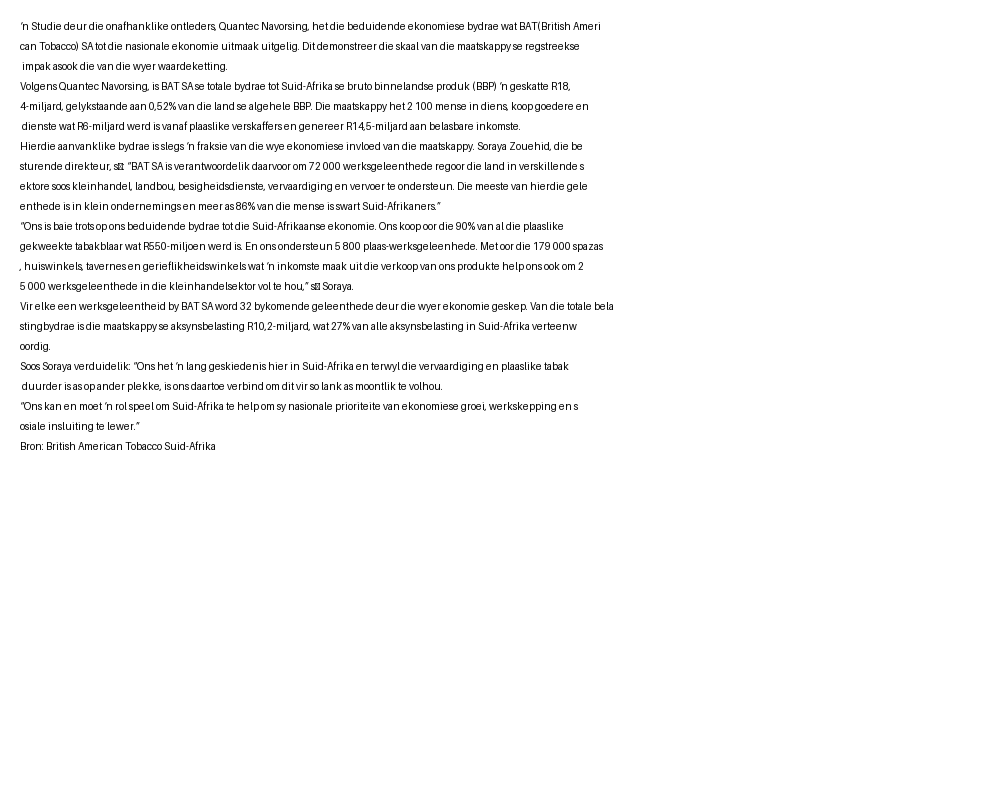 'n Studie deur die onafhanklike ontleders, Quantec Navorsing, het die beduidende ekonomiese bydrae wat BAT(British Ameri
can Tobacco) SA tot die nasionale ekonomie uitmaak uitgelig. Dit demonstreer die skaal van die maatskappy se regstreekse
impak asook die van die wyer waardeketting.
Volgens Quantec Navorsing, is BAT SA se totale bydrae tot Suid-Afrika se bruto binnelandse produk (BBP) 'n geskatte R18,
4-miljard, gelykstaande aan 0,52% van die land se algehele BBP. Die maatskappy het 2 100 mense in diens, koop goedere en
dienste wat R6-miljard werd is vanaf plaaslike verskaffers en genereer R14,5-miljard aan belasbare inkomste.
Hierdie aanvanklike bydrae is slegs 'n fraksie van die wye ekonomiese invloed van die maatskappy. Soraya Zouehid, die be
sturende direkteur, s: "BAT SA is verantwoordelik daarvoor om 72 000 werksgeleenthede regoor die land in verskillende s
ektore soos kleinhandel, landbou, besigheidsdienste, vervaardiging en vervoer te ondersteun. Die meeste van hierdie gele
enthede is in klein ondernemings en meer as 86% van die mense is swart Suid-Afrikaners."
"Ons is baie trots op ons beduidende bydrae tot die Suid-Afrikaanse ekonomie. Ons koop oor die 90% van al die plaaslike
gekweekte tabakblaar wat R550-miljoen werd is. En ons ondersteun 5 800 plaas-werksgeleenhede. Met oor die 179 000 spazas
, huiswinkels, tavernes en gerieflikheidswinkels wat 'n inkomste maak uit die verkoop van ons produkte help ons ook om 2
5 000 werksgeleenthede in die kleinhandelsektor vol te hou," s Soraya.
Vir elke een werksgeleentheid by BAT SA word 32 bykomende geleenthede deur die wyer ekonomie geskep. Van die totale bela
stingbydrae is die maatskappy se aksynsbelasting R10,2-miljard, wat 27% van alle aksynsbelasting in Suid-Afrika verteenw
oordig.
Soos Soraya verduidelik: "Ons het 'n lang geskiedenis hier in Suid-Afrika en terwyl die vervaardiging en plaaslike tabak
duurder is as op ander plekke, is ons daartoe verbind om dit vir so lank as moontlik te volhou.
"Ons kan en moet 'n rol speel om Suid-Afrika te help om sy nasionale prioriteite van ekonomiese groei, werkskepping en s
osiale insluiting te lewer."
Bron: British American Tobacco Suid-Afrika